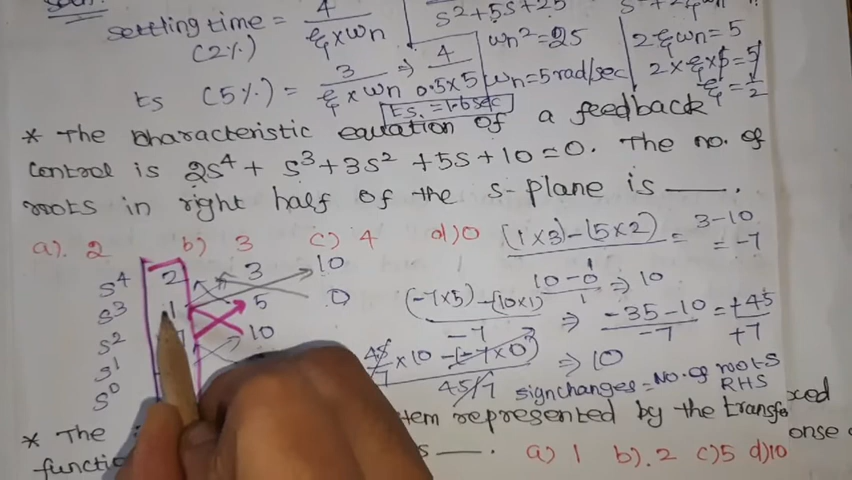 settling time = 4 / ξ × ωn
(2%)
s²+5s+25
ts (5%) = 3 / ξ × ωn ⇒ 4 / 0.5×5
ts = 1.6 sec
ωn² = 25
ωn = 5 rad/sec
2ξωn = 5
2×ξ×5 = 5
ξ = 1/2
* The characteristic equation of a feedback
control is 2s⁴ + s³ + 3s² + 5s + 10 = 0. The no. of
roots in right half of the s-plane is ___.
a). 2 b) 3 c) 4 d) 0
s⁴ 2 3 10
s³ 1 5 0
s² 10
s¹
s⁰
(1×3)-(5×2) / 1 = 3-10
= -7
10-0 / 1 ⇒ 10
(-7×5)-(10×1) / -7 ⇒ -35-10 / -7 = +45 / +7
45/7 × 10 - (-7×0) / 45/7 ⇒ 10
sign changes = No. of roots
RHS
* The
represented by the
functio
onse
a) 1 b). 2 c) 5 d) 10